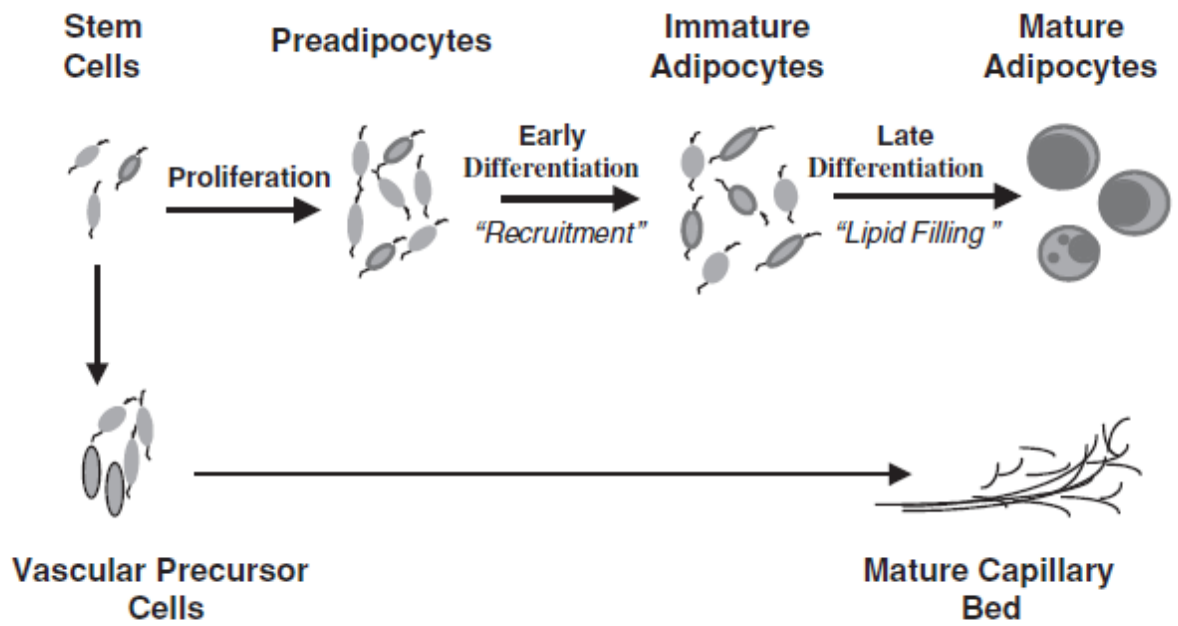 Stem
Cells
Preadipocytes
Immature
Adipocytes
Mature
Adipocytes
Proliferation
Early
Differentiation
"Recruitment"
Late
Differentiation
"Lipid Filling "
Vascular Precursor
Cells
Mature Capillary
Bed